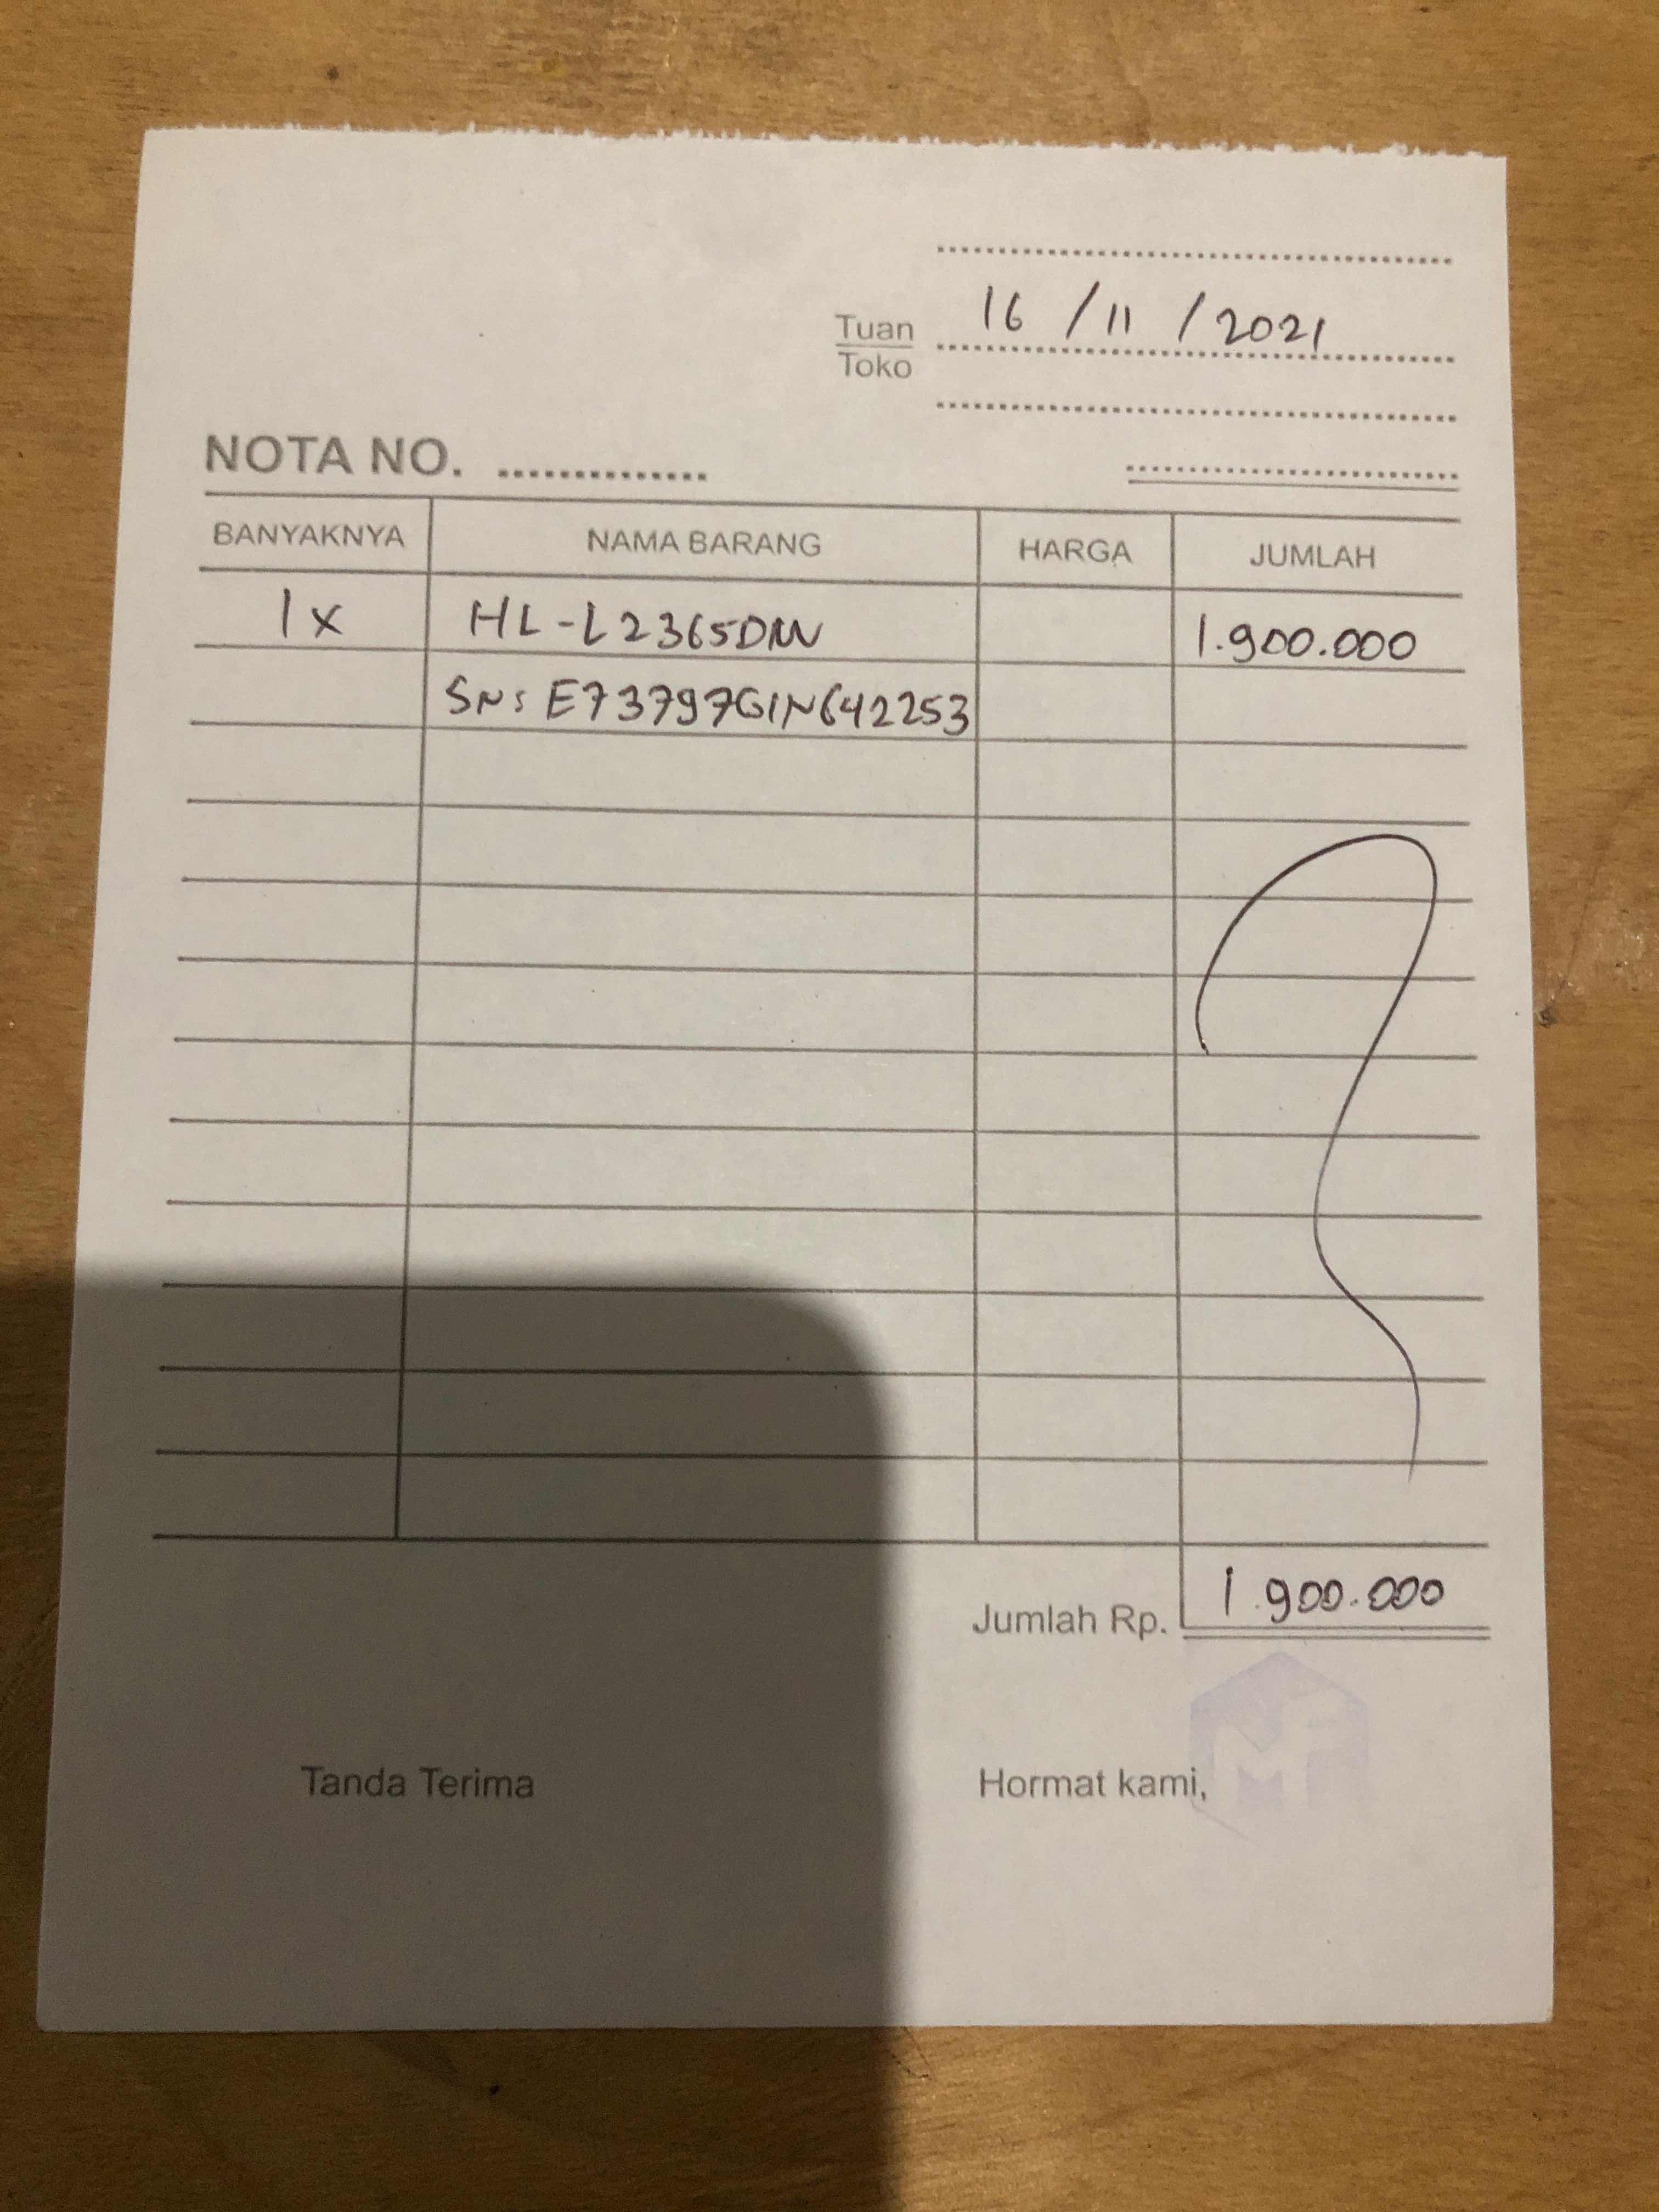 16 / 11 / 2021
Tuan
Toko
NOTA NO.
BANYAKNYA NAMA BARANG HARGA JUMLAH
1x HL-L2365DW 1.900.000
SN: E73797G1N642253
Jumlah Rp. 1.900.000
Tanda Terima Hormat kami,
MF